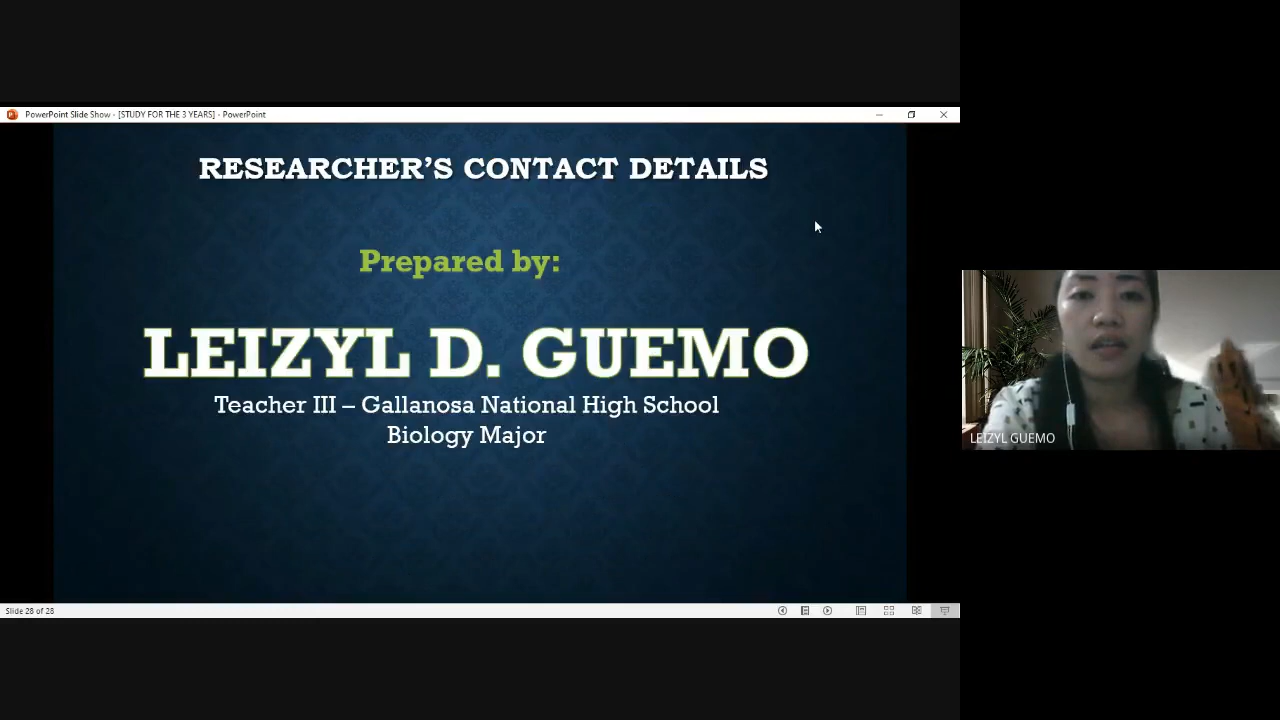 PowerPoint Slide Show - [STUDY FOR THE 3 YEARS] - PowerPoint
RESEARCHER'S CONTACT DETAILS
Prepared by:
LEIZYL D. GUEMO
Teacher III – Gallanosa National High School
Biology Major
LEIZYL GUEMO
Slide 28 of 28